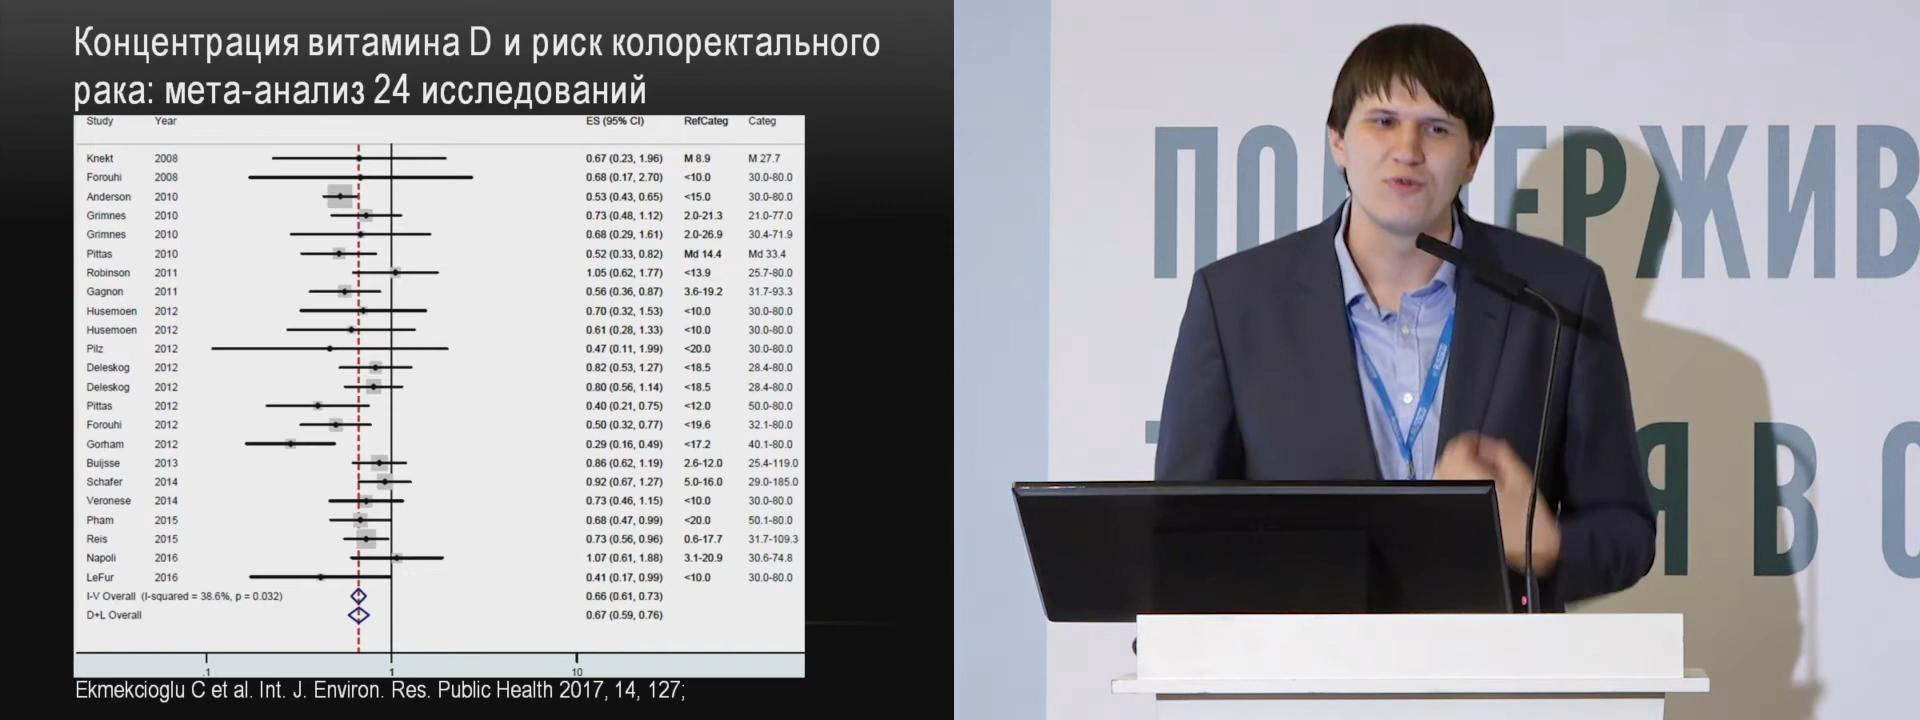 Концентрация витамина D и риск колоректального
рака: мета-анализ 24 исследований
Study Year ES (95% CI) RefCateg Categ
Knekt 2008 0.67 (0.23, 1.96) M 8.9 M 27.7
Forouhi 2008 0.68 (0.17, 2.70) <10.0 30.0-80.0
Anderson 2010 0.53 (0.43, 0.65) <15.0 30.0-80.0
Grimnes 2010 0.73 (0.48, 1.12) 2.0-21.3 21.0-77.0
Grimnes 2010 0.68 (0.29, 1.61) 2.0-26.9 30.4-71.9
Pittas 2010 0.52 (0.33, 0.82) Md 14.4 Md 33.4
Robinson 2011 1.05 (0.62, 1.77) <13.9 25.7-80.0
Gagnon 2011 0.56 (0.36, 0.87) 3.6-19.2 31.7-93.3
Husemoen 2012 0.70 (0.32, 1.53) <10.0 30.0-80.0
Husemoen 2012 0.61 (0.28, 1.33) <10.0 30.0-80.0
Pilz 2012 0.47 (0.11, 1.99) <20.0 30.0-80.0
Deleskog 2012 0.82 (0.53, 1.27) <18.5 28.4-80.0
Deleskog 2012 0.80 (0.56, 1.14) <18.5 28.4-80.0
Pittas 2012 0.40 (0.21, 0.75) <12.0 50.0-80.0
Forouhi 2012 0.50 (0.32, 0.77) <19.6 32.1-80.0
Gorham 2012 0.29 (0.16, 0.49) <17.2 40.1-80.0
Buijsse 2013 0.86 (0.62, 1.19) 2.6-12.0 25.4-119.0
Schafer 2014 0.92 (0.67, 1.27) 5.0-16.0 29.0-185.0
Veronese 2014 0.73 (0.46, 1.15) <10.0 30.0-80.0
Pham 2015 0.68 (0.47, 0.99) <20.0 50.1-80.0
Reis 2015 0.73 (0.56, 0.96) 0.6-17.7 31.7-109.3
Napoli 2016 1.07 (0.61, 1.88) 3.1-20.9 30.6-74.8
LeFur 2016 0.41 (0.17, 0.99) <10.0 30.0-80.0
I-V Overall (I-squared = 38.6%, p = 0.032) 0.66 (0.61, 0.73)
D+L Overall 0.67 (0.59, 0.76)
.1 1 10
Ekmekcioglu C et al. Int. J. Environ. Res. Public Health 2017, 14, 127;
В